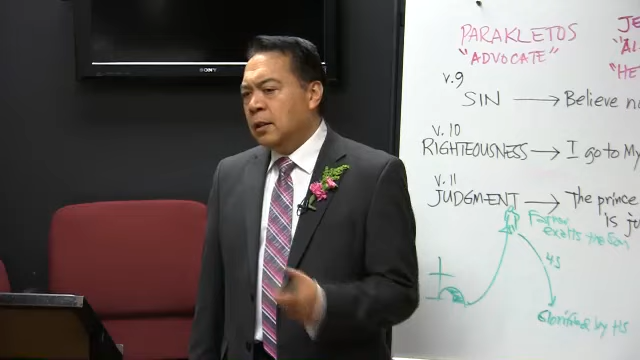 SONY
PARAKLETOS
"ADVOCATE"
v.9
SIN → Believe
v.10
RIGHTEOUSNESS → I go to My
v.11
JUDGMENT → The prince
is
Father
exalts the Son
HS
Glorified by HS